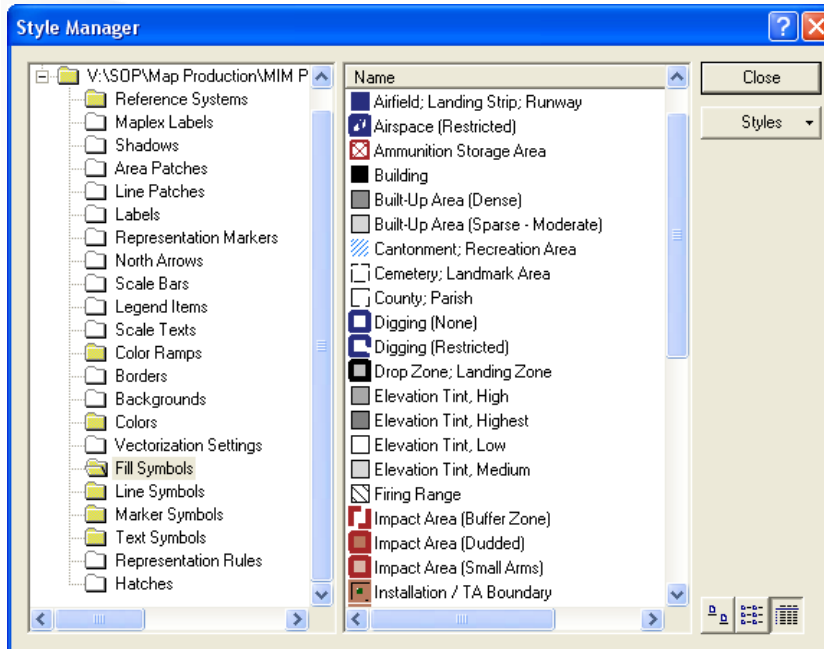 Style Manager
V:\SOP\Map Production\MIM P
Reference Systems
Maplex Labels
Shadows
Area Patches
Line Patches
Labels
Representation Markers
North Arrows
Scale Bars
Legend Items
Scale Texts
Color Ramps
Borders
Backgrounds
Colors
Vectorization Settings
Fill Symbols
Line Symbols
Marker Symbols
Text Symbols
Representation Rules
Hatches
Name
Airfield; Landing Strip; Runway
Airspace (Restricted)
Ammunition Storage Area
Building
Built-Up Area (Dense)
Built-Up Area (Sparse - Moderate)
Cantonment; Recreation Area
Cemetery; Landmark Area
County; Parish
Digging (None)
Digging (Restricted)
Drop Zone; Landing Zone
Elevation Tint, High
Elevation Tint, Highest
Elevation Tint, Low
Elevation Tint, Medium
Firing Range
Impact Area (Buffer Zone)
Impact Area (Dudded)
Impact Area (Small Arms)
Installation / TA Boundary
Close
Styles